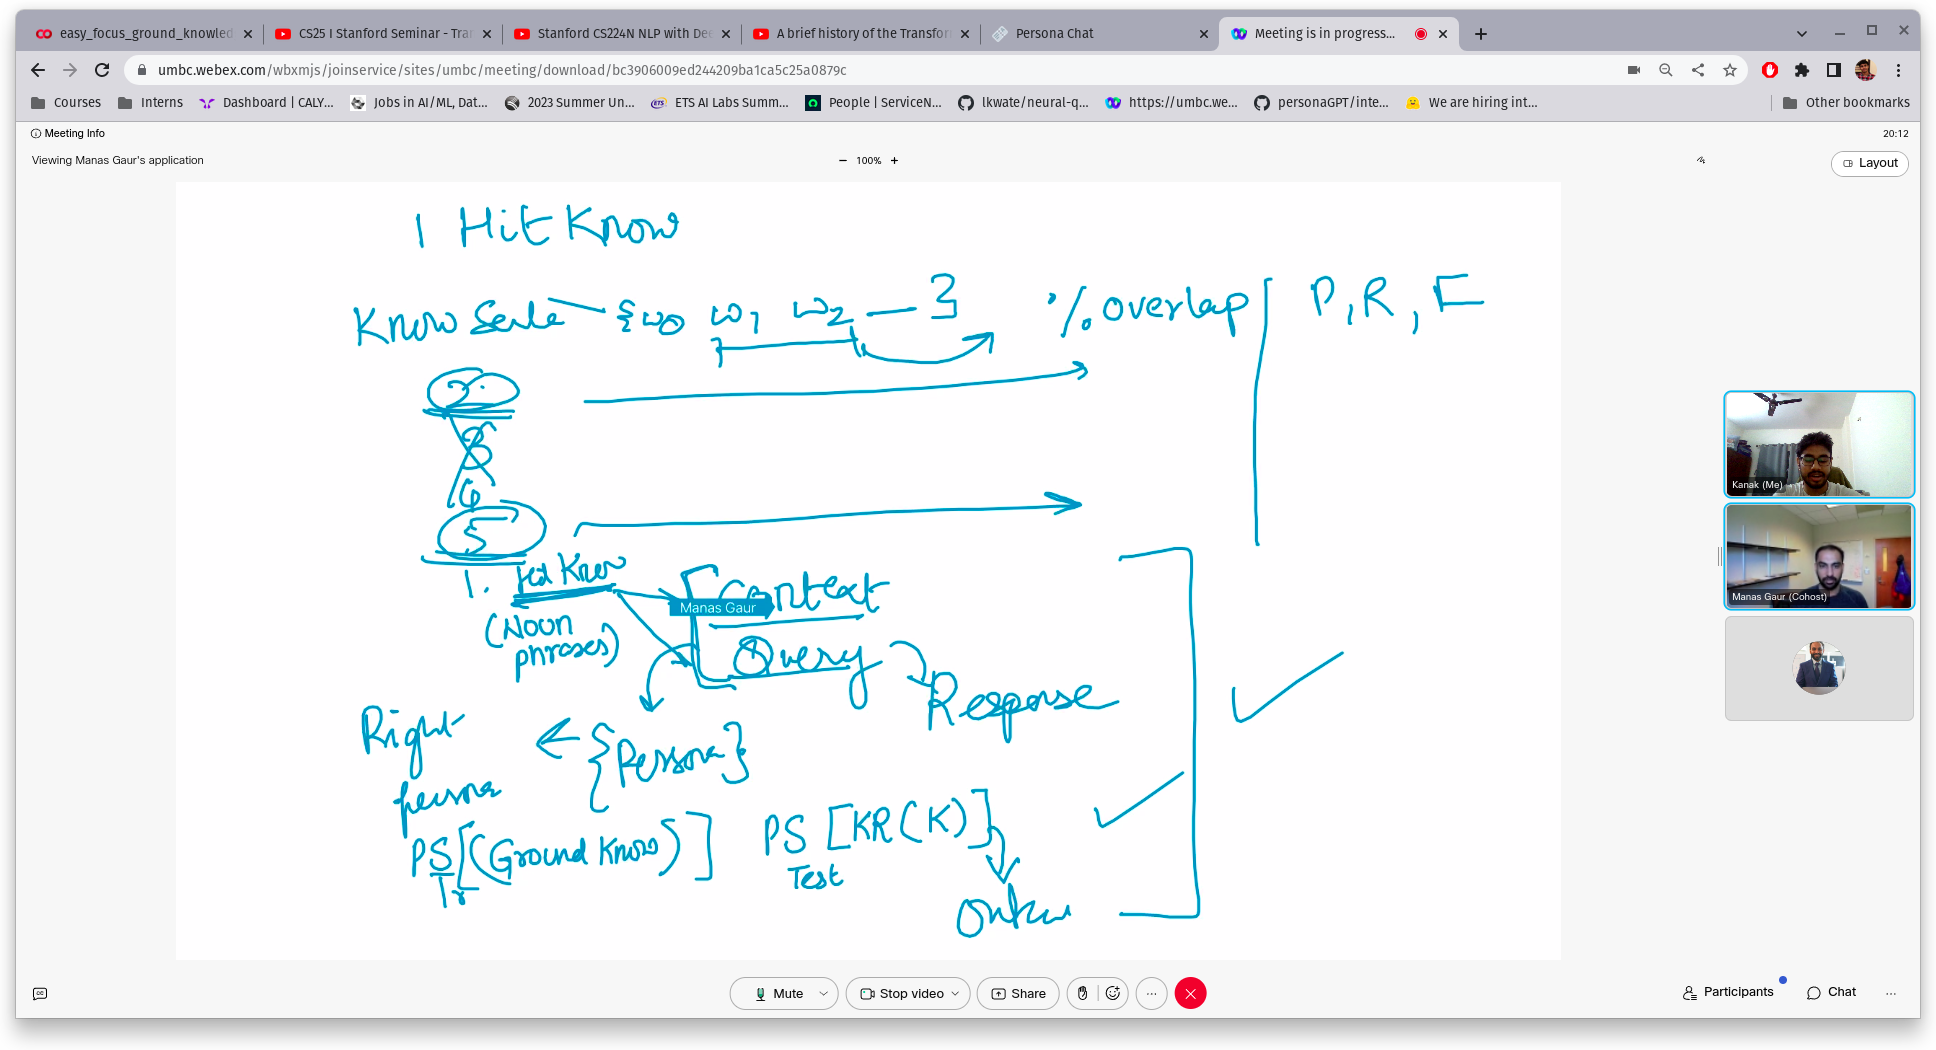 easy_focus_ground_knowled
CS25 I Stanford Seminar - Tra
Stanford CS224N NLP with De
A brief history of the Transfor
Persona Chat
Meeting is in progress...
umbc.webex.com/wbxmjs/joinservice/sites/umbc/meeting/download/bc3906009ed244209ba1ca5c25a0879c
Courses
Interns
Dashboard | CALY...
Jobs in AI/ML, Dat...
2023 Summer Un...
ETS AI Labs Summ...
People | ServiceN...
lkwate/neural-q...
https://umbc.we...
personaGPT/inte...
We are hiring int...
Other bookmarks
Meeting Info
20:12
Viewing Manas Gaur's application
100%
Layout
1 Hit Know
Know {w0 w1 w2 — } % overlap P, R, F
2
8
6
5
1. Hit Know
(Noun phrases)
Context
Manas Gaur
Query
Response
Right persona
{Persona}
PS [(Ground Know)]
Tr
PS [KR(K)]
Test
Kanak (Me)
Manas Gaur (Cohost)
Mute
Stop video
Share
Participants
Chat